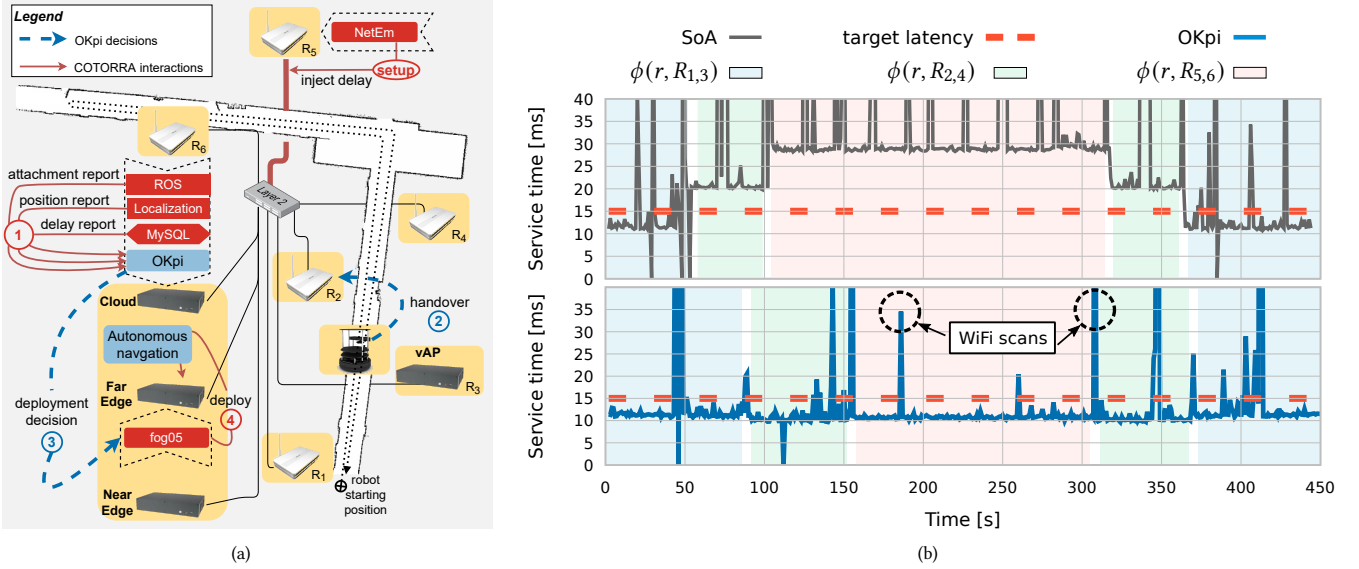 Legend
OKpi decisions
COTORRA interactions
R5
NetEm
setup
inject delay
R6
attachment report
ROS
position report
Localization
delay report
1
MySQL
OKpi
Layer 2
R4
R2
handover
2
Cloud
Autonomous
navgation
vAP
R3
Far
Edge
deploy
4
deployment
decision
3
fog05
R1
Near
Edge
robot
starting
position
(a)
SoA
target latency
OKpi
ϕ(r, R1,3)
ϕ(r, R2,4)
ϕ(r, R5,6)
Service time [ms]
40
35
30
25
20
15
10
5
0
Service time [ms]
35
30
25
20
15
10
5
0
WiFi scans
0 50 100 150 200 250 300 350 400 450
Time [s]
(b)